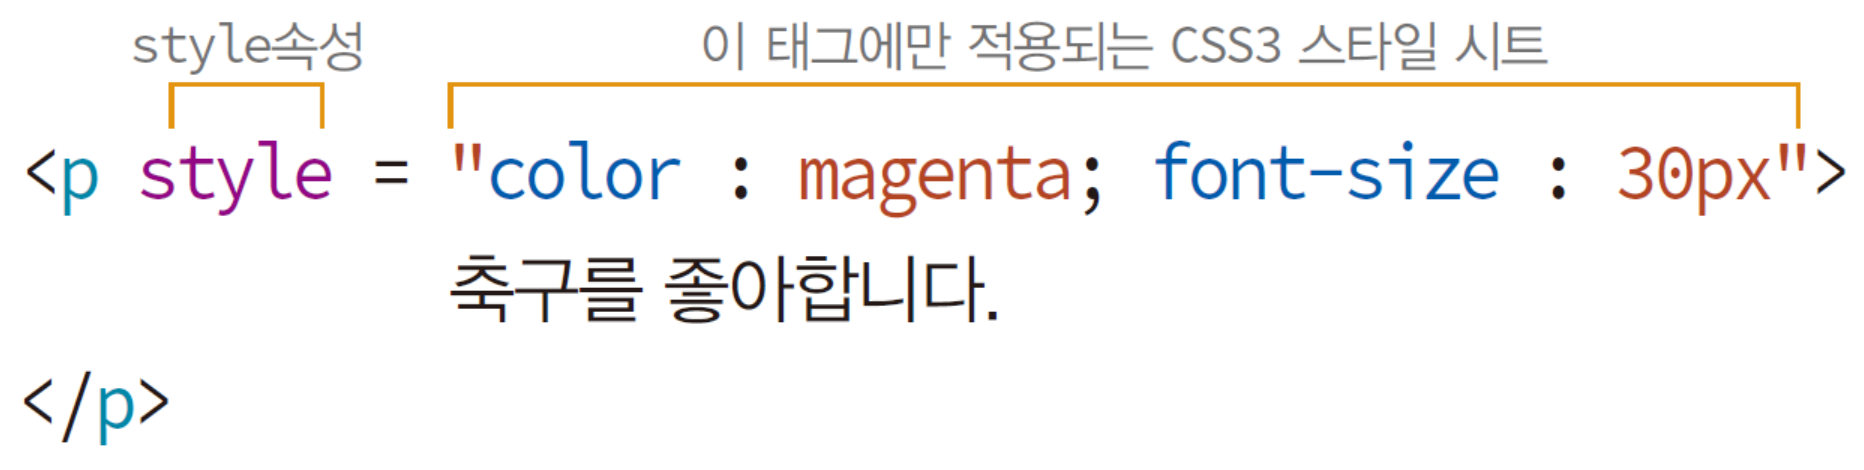 style속성 이 태그에만 적용되는 CSS3 스타일 시트
<p style = "color : magenta; font-size : 30px">
축구를 좋아합니다.
</p>